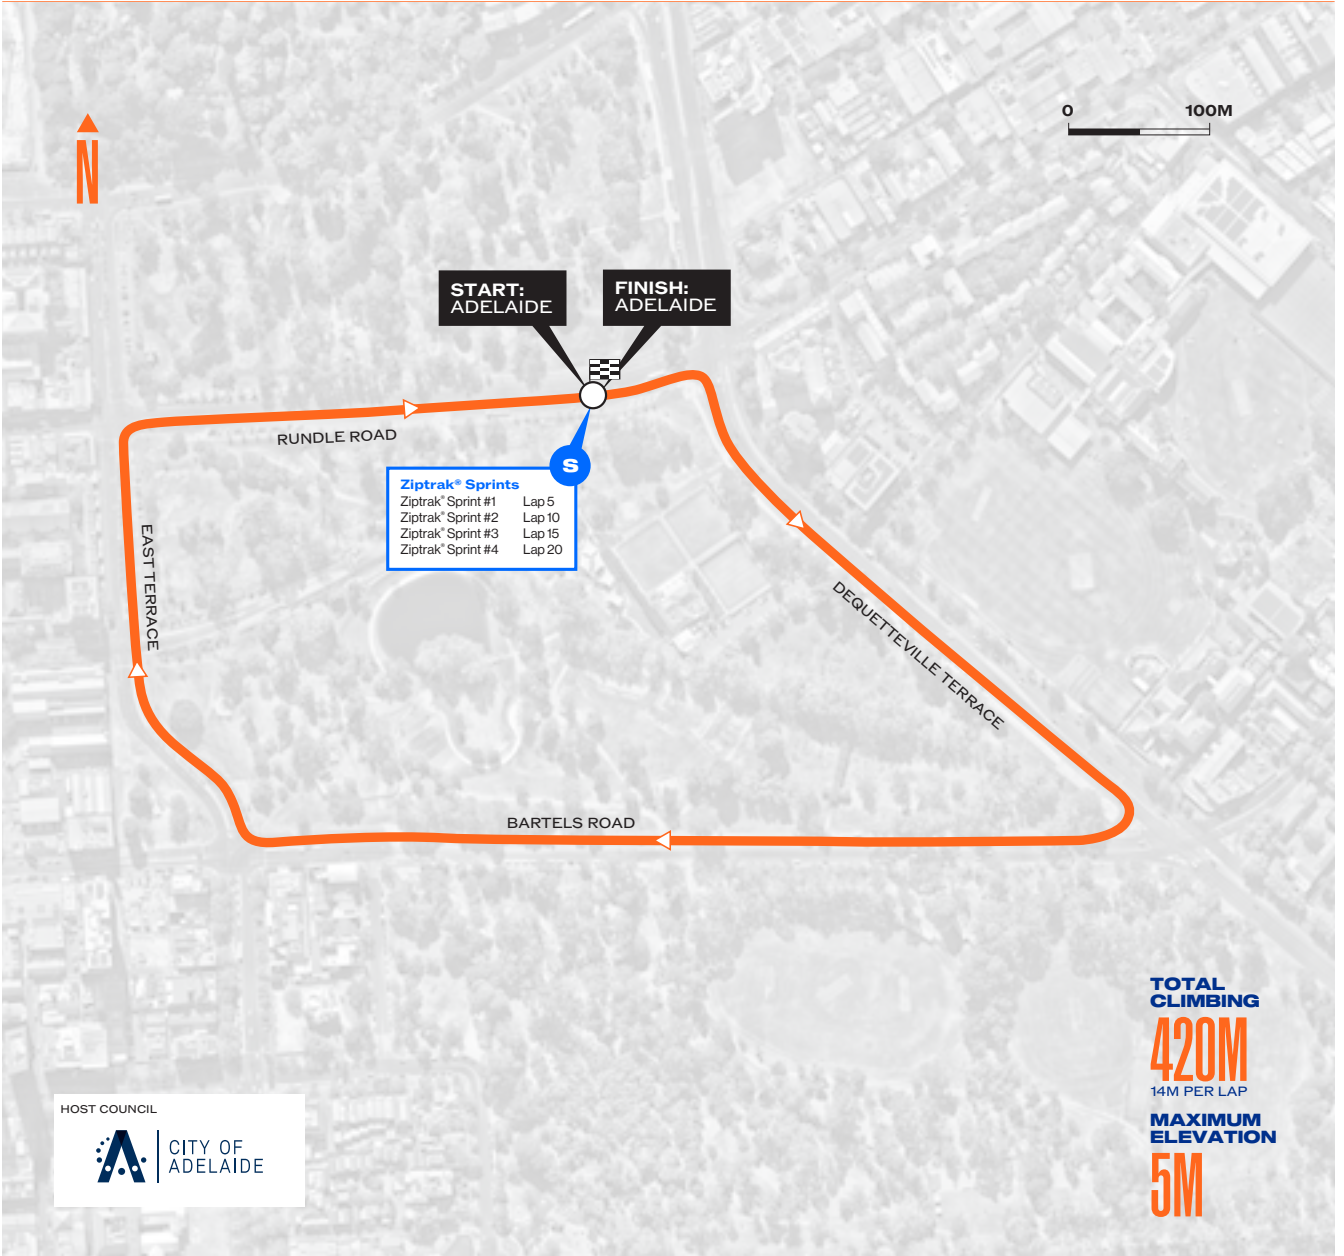 0 100M
N
START:
ADELAIDE
FINISH:
ADELAIDE
RUNDLE ROAD
S
Ziptrak® Sprints
Ziptrak® Sprint #1 Lap 5
Ziptrak® Sprint #2 Lap 10
Ziptrak® Sprint #3 Lap 15
Ziptrak® Sprint #4 Lap 20
EAST TERRACE
DEQUETTEVILLE TERRACE
BARTELS ROAD
TOTAL
CLIMBING
420M
14M PER LAP
MAXIMUM
ELEVATION
5M
HOST COUNCIL
CITY OF
ADELAIDE